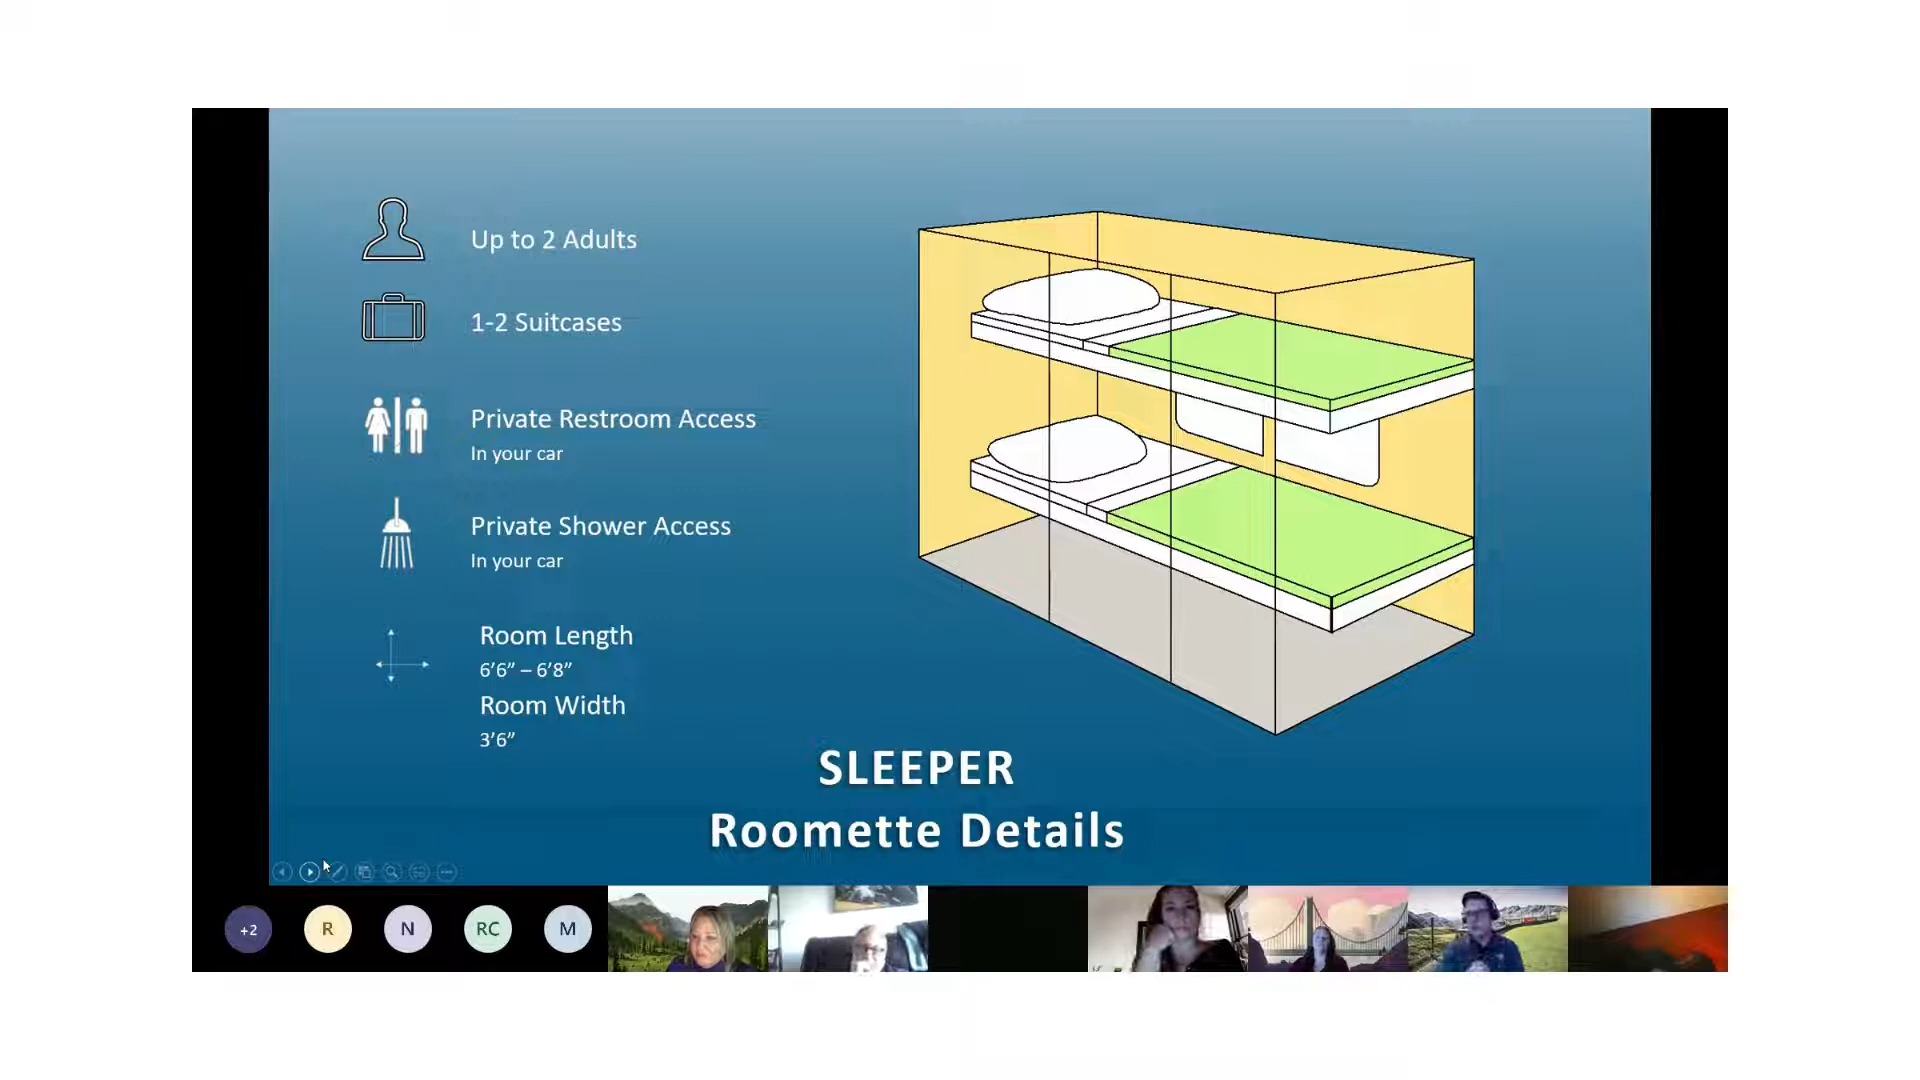 Up to 2 Adults
1-2 Suitcases
Private Restroom Access
In your car
Private Shower Access
In your car
Room Length
6’6” – 6’8”
Room Width
3’6”
SLEEPER
Roomette Details
+2
R
N
RC
M